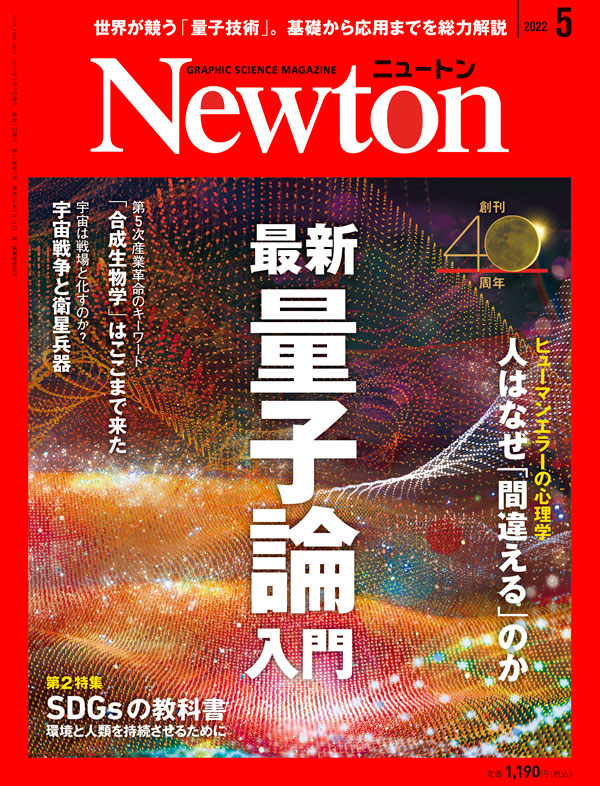 世界が競う「量子技術」。基礎から応用までを総力解説
2022 5
GRAPHIC SCIENCE MAGAZINE
ニュートン
Newton
創刊
40
周年
最新
量子論
入門
ヒューマンエラーの心理学
人はなぜ「間違える」のか
第5次産業革命のキーワード
「合成生物学」はここまで来た
宇宙は戦場と化すのか?
宇宙戦争と衛星兵器
第2特集
SDGsの教科書
環境と人類を持続させるために
定価1,190円(税込)